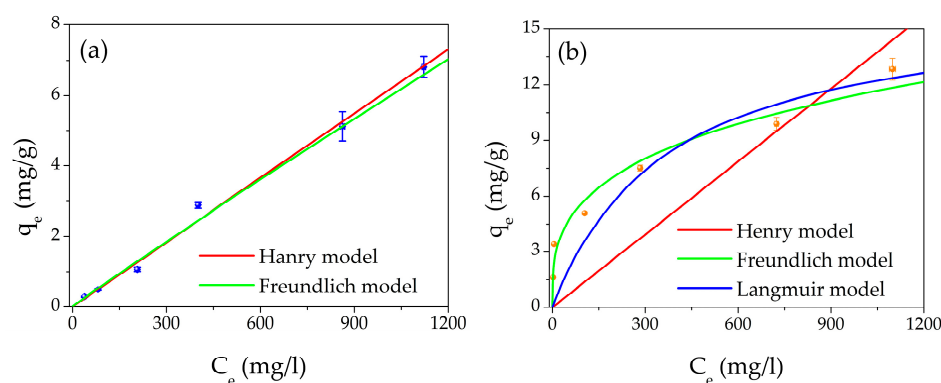 (a)
8
6
4
2
0
q_e (mg/g)
Hanry model
Freundlich model
0 300 600 900 1200
C_e (mg/l)
(b)
15
12
9
6
3
0
q_e (mg/g)
Henry model
Freundlich model
Langmuir model
0 300 600 900 1200
C_e (mg/l)